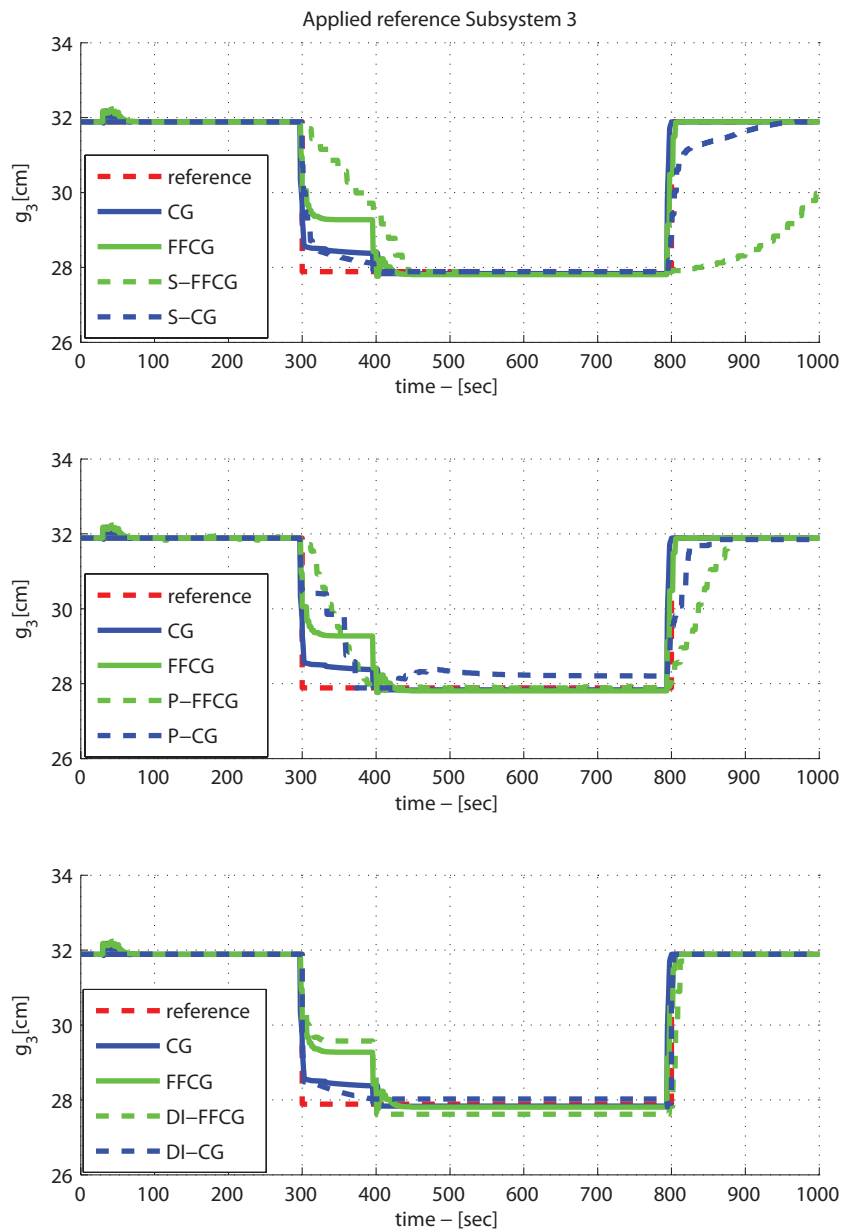 Applied reference Subsystem 3
34
32
30
28
26
g3 [cm]
reference
CG
FFCG
S−FFCG
S−CG
0 100 200 300 400 500 600 700 800 900 1000
time − [sec]
34
32
30
28
26
g3 [cm]
reference
CG
FFCG
P−FFCG
P−CG
0 100 200 300 400 500 600 700 800 900 1000
time − [sec]
34
32
30
28
26
g3 [cm]
reference
CG
FFCG
DI−FFCG
DI−CG
0 100 200 300 400 500 600 700 800 900 1000
time − [sec]